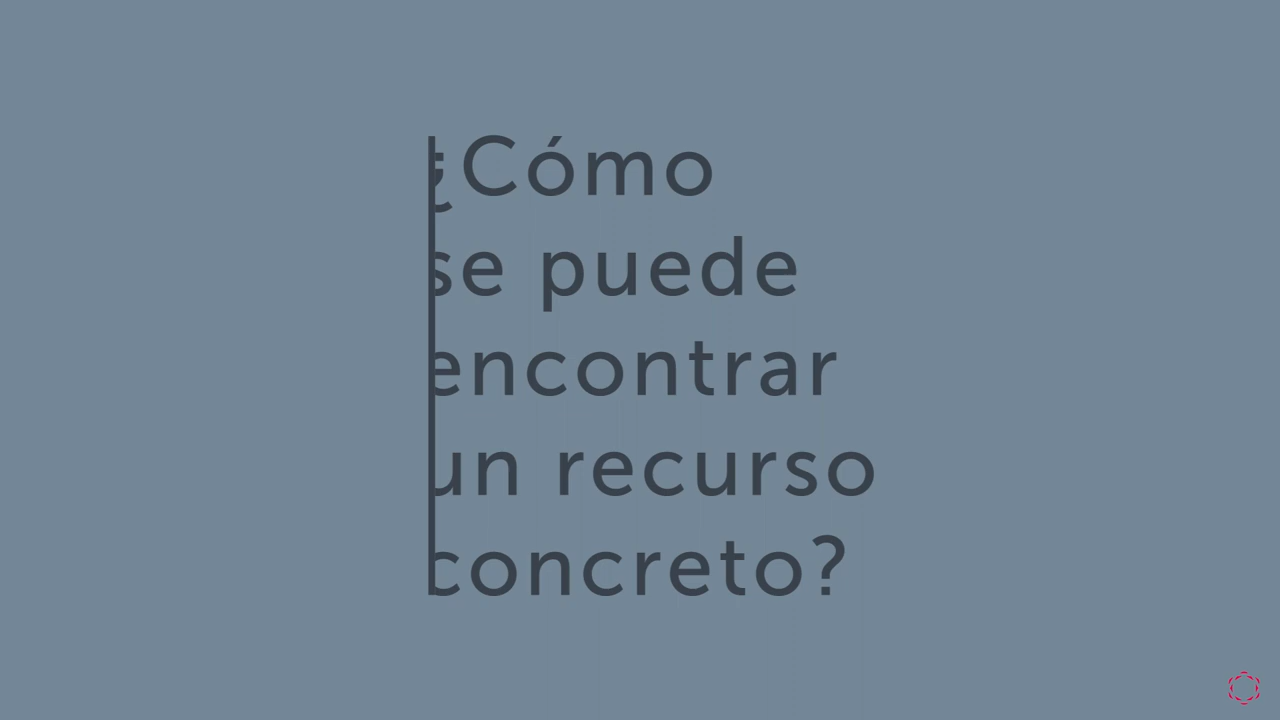 ¿Cómo
se puede
encontrar
un recurso
concreto?